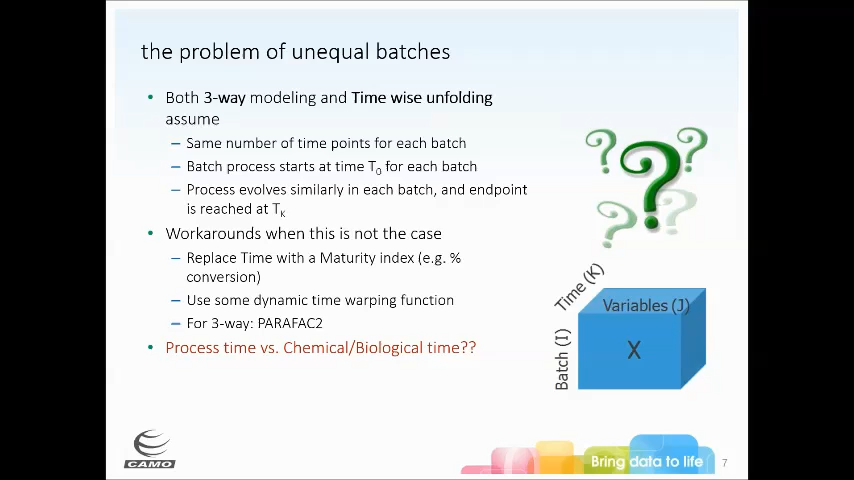 the problem of unequal batches
• Both 3-way modeling and Time wise unfolding
assume
– Same number of time points for each batch
– Batch process starts at time T0 for each batch
– Process evolves similarly in each batch, and endpoint
is reached at TK
• Workarounds when this is not the case
– Replace Time with a Maturity index (e.g. %
conversion)
– Use some dynamic time warping function
– For 3-way: PARAFAC2
• Process time vs. Chemical/Biological time??
? ? ? ? ?
Time (K)
Variables (J)
Batch (I)
X
CAMO
Bring data to life
7